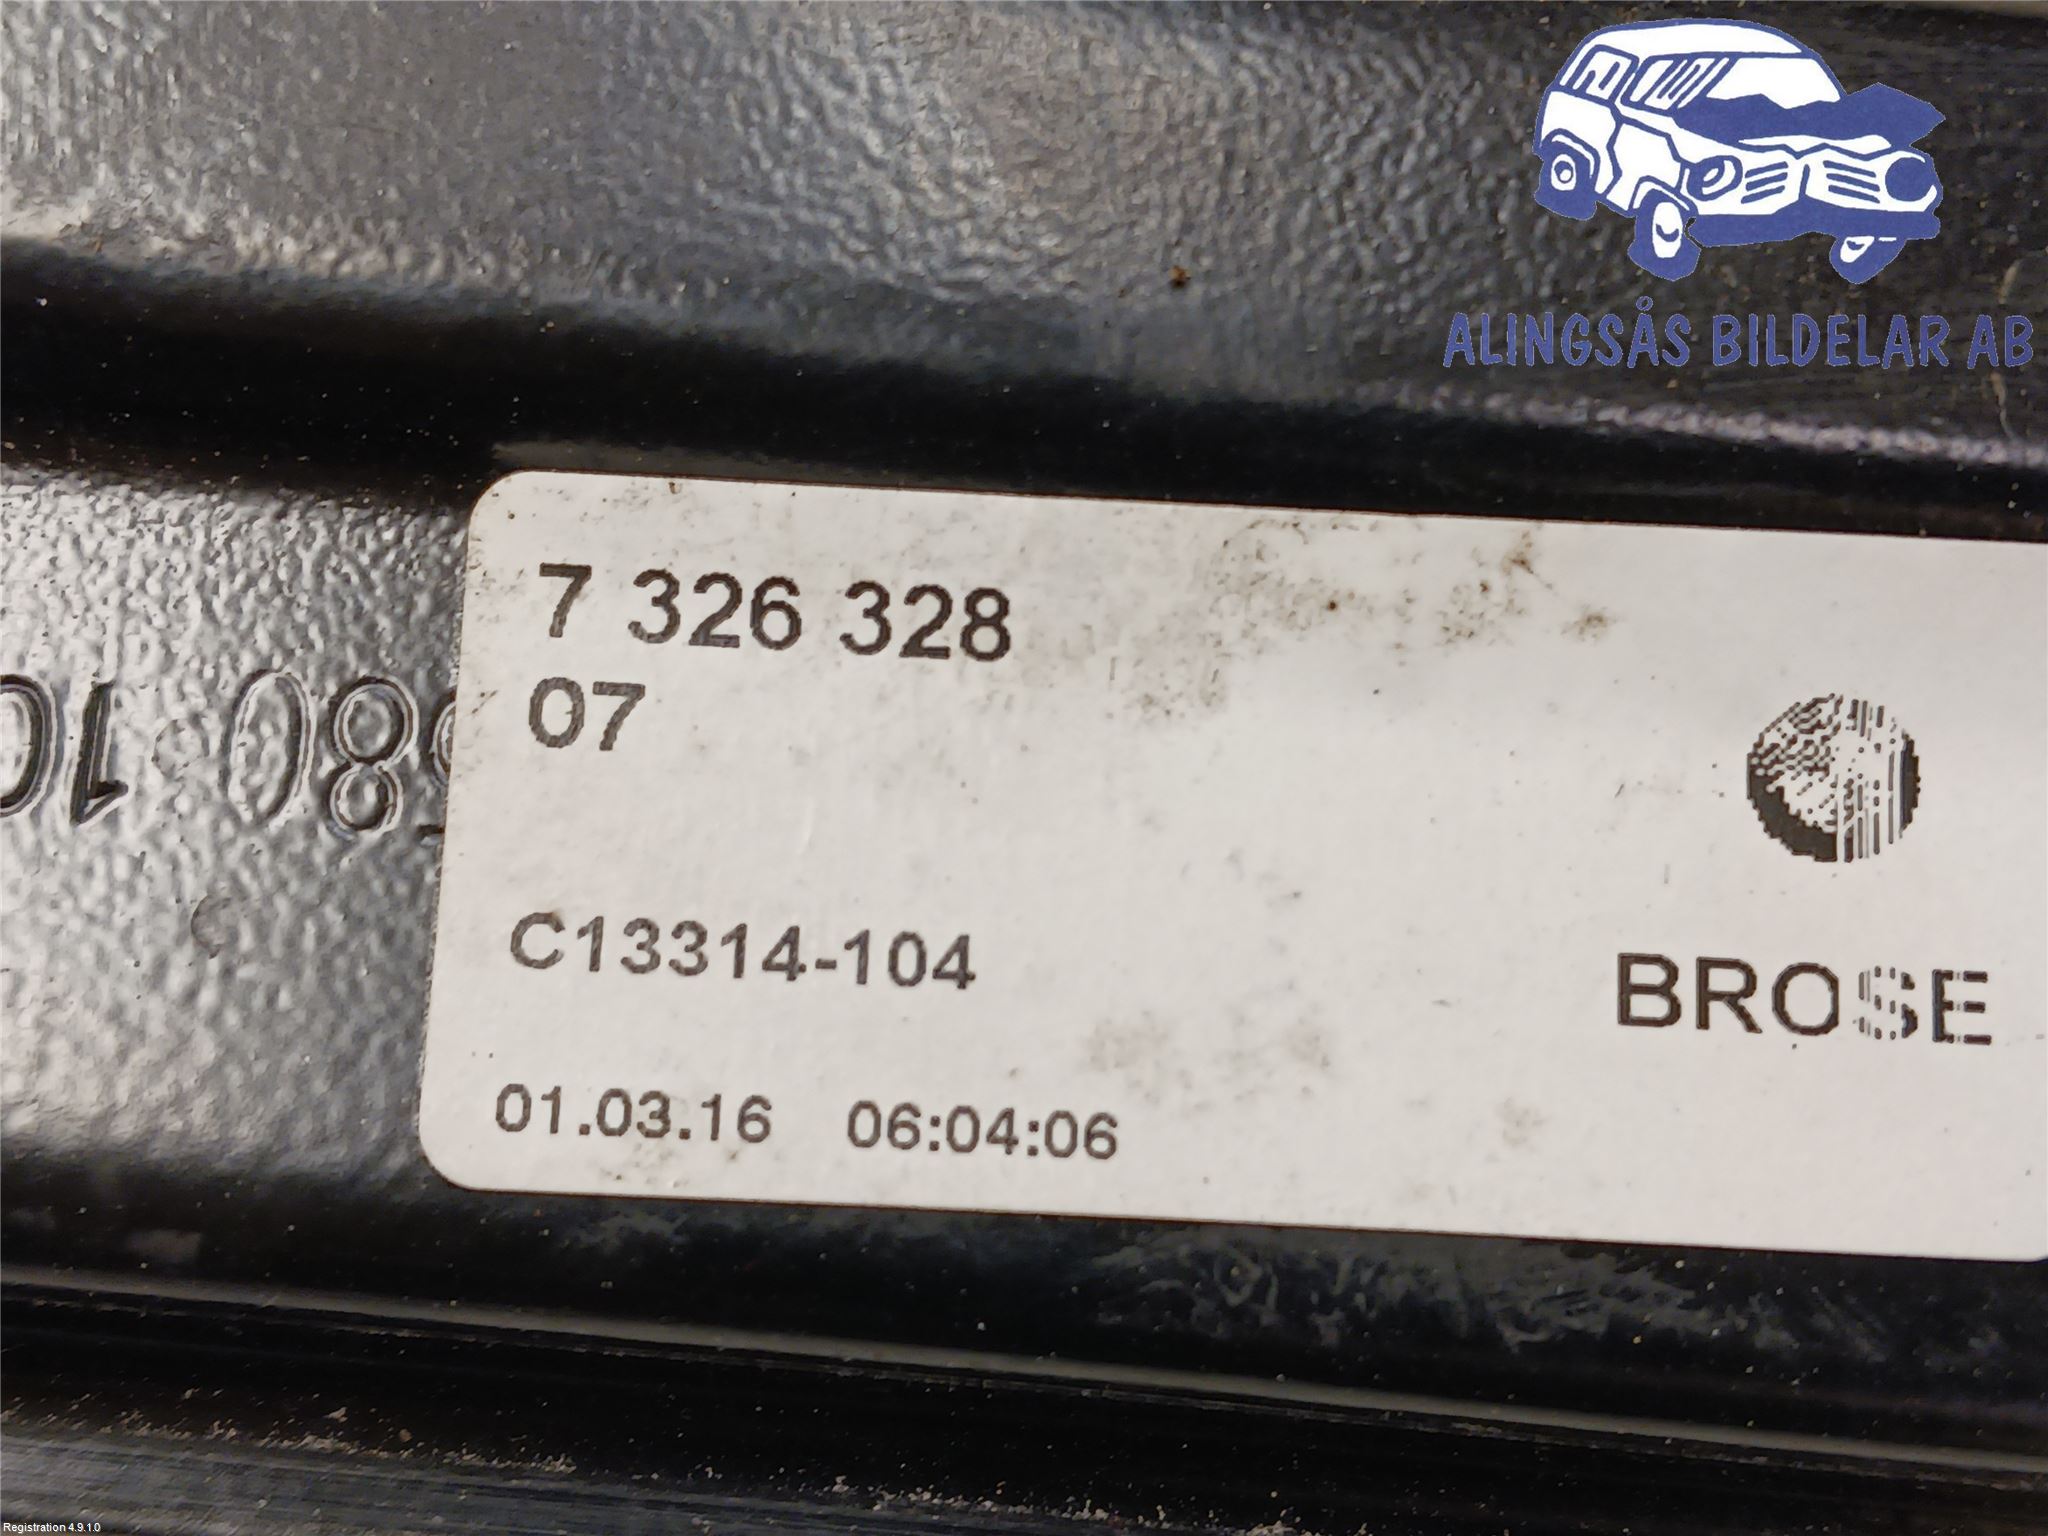 ALINGSÅS BILDELAR AB
7 326 328
07
C13314-104
BROSE
01.03.16 06:04:06
Registration 4.9.1.0